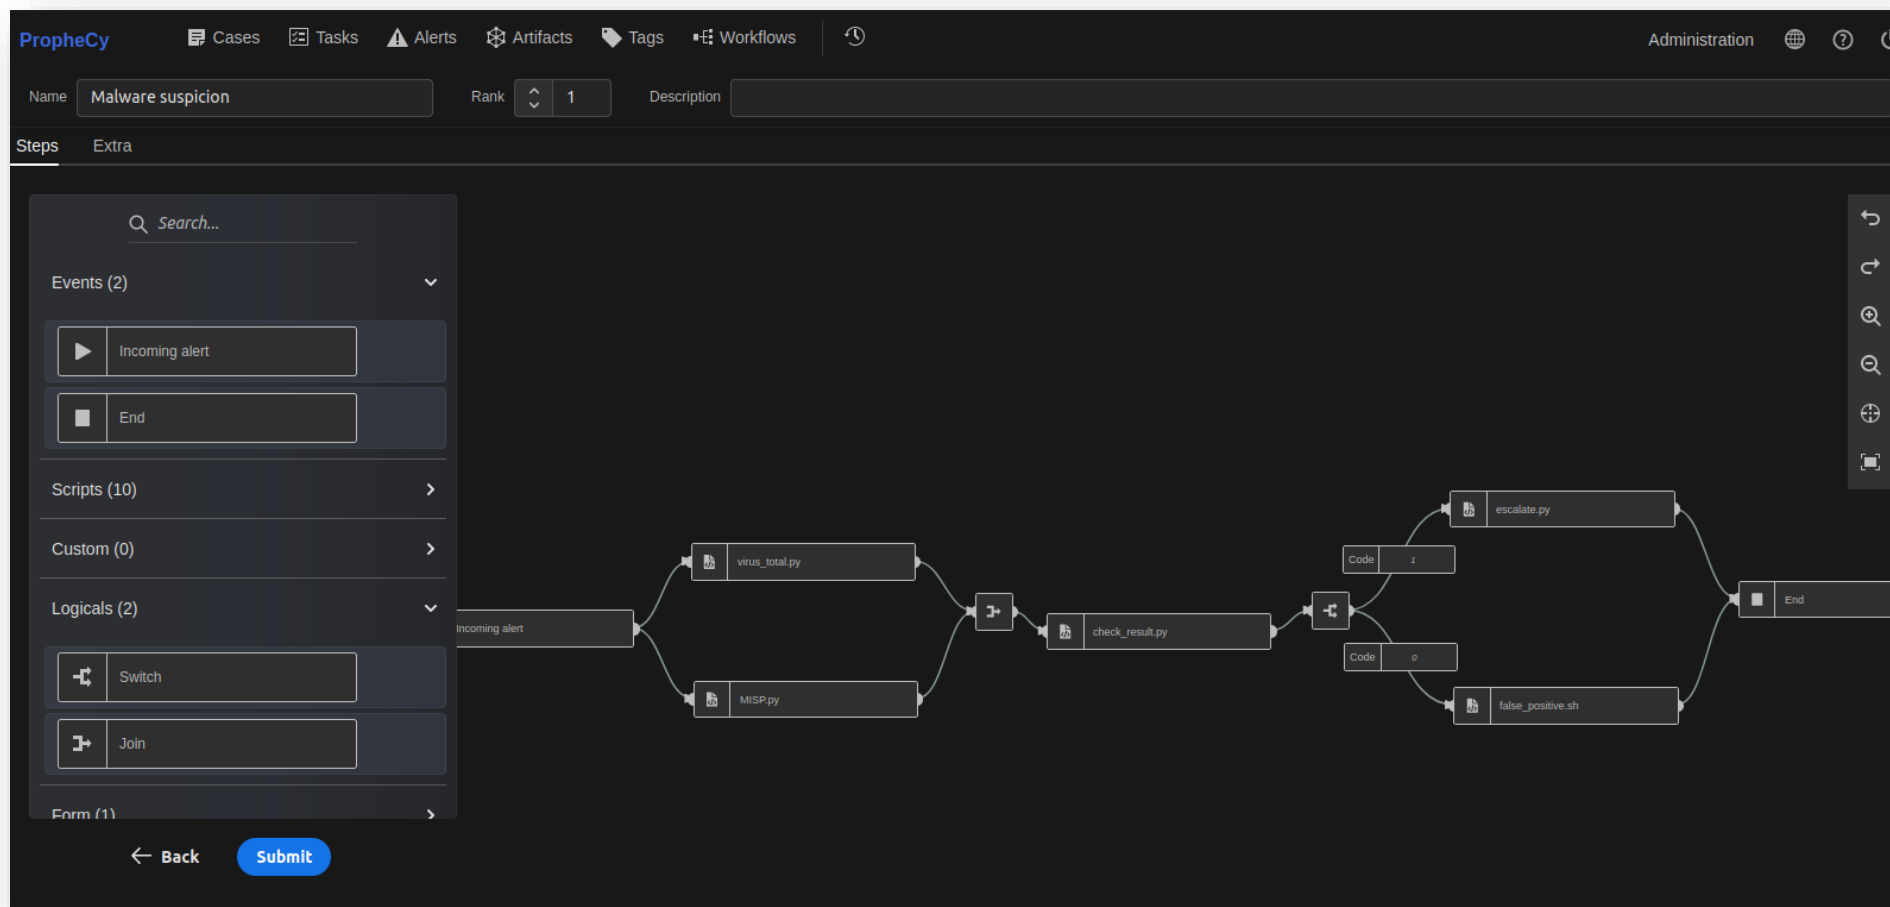 PropheCy Cases Tasks Alerts Artifacts Tags Workflows Administration
Name Malware suspicion Rank 1 Description
Steps Extra
Search...
Events (2)
Incoming alert
End
Scripts (10)
Custom (0)
Logicals (2)
Switch
Join
Form (1)
Back Submit
Incoming alert
virus_total.py
MISP.py
check_result.py
Code 1
Code 0
escalate.py
false_positive.sh
End